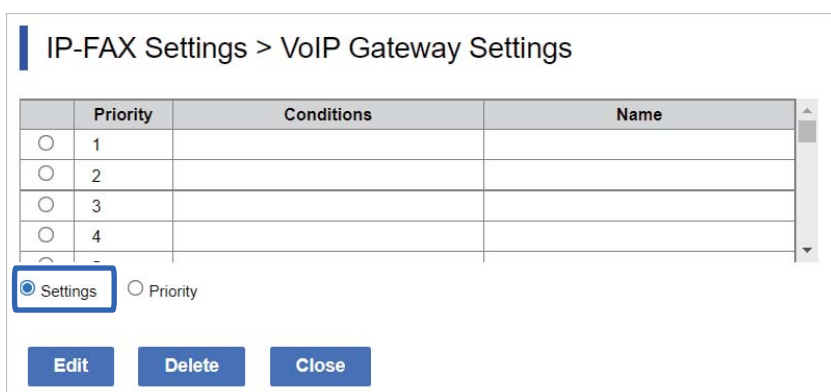 IP-FAX Settings > VoIP Gateway Settings
Priority Conditions Name
1
2
3
4
Settings Priority
Edit Delete Close